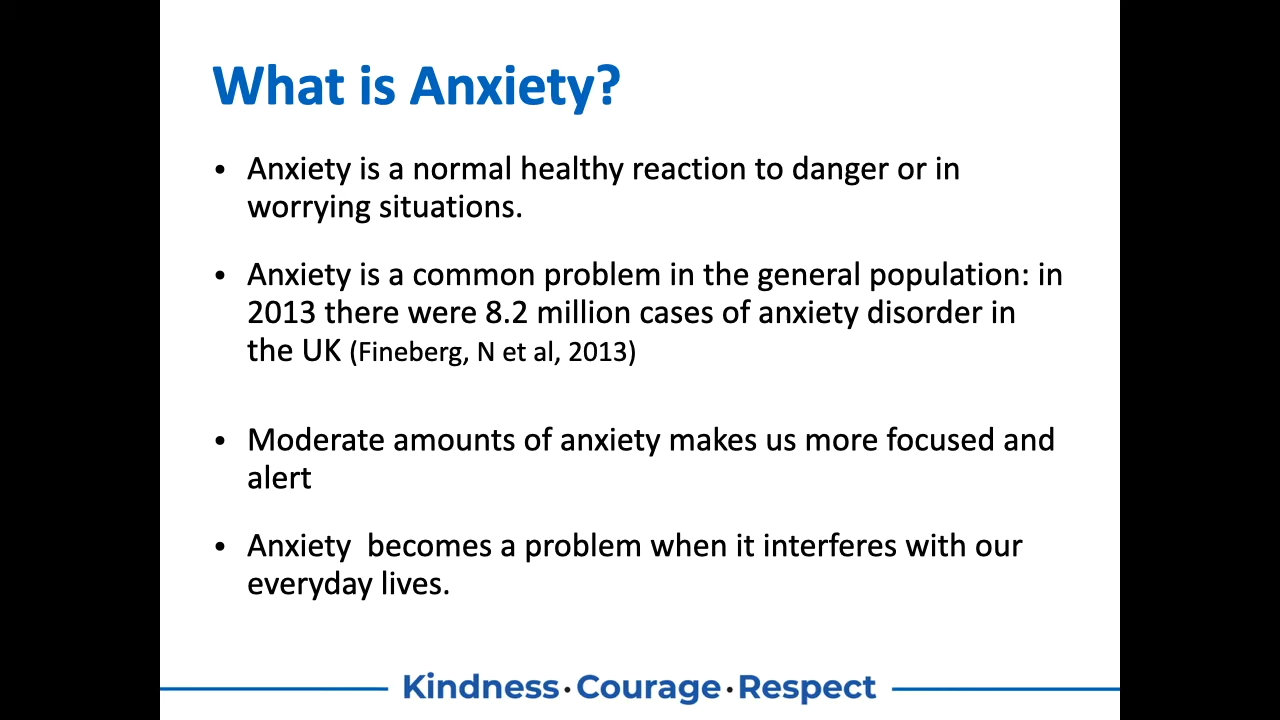 What is Anxiety?
• Anxiety is a normal healthy reaction to danger or in
worrying situations.
• Anxiety is a common problem in the general population: in
2013 there were 8.2 million cases of anxiety disorder in
the UK (Fineberg, N et al, 2013)
• Moderate amounts of anxiety makes us more focused and
alert
• Anxiety  becomes a problem when it interferes with our
everyday lives.
Kindness · Courage · Respect